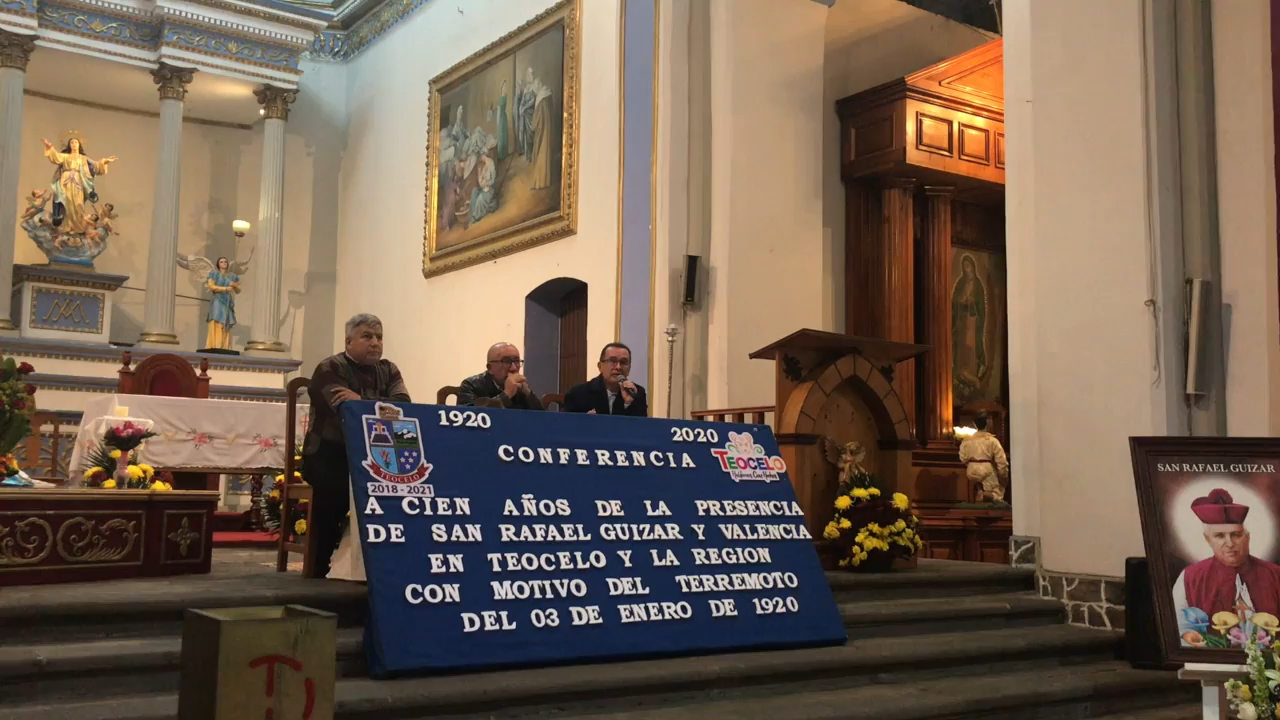 1920
2020
CONFERENCIA
TEOCELO
TEOCELO
2018 - 2021
A CIEN AÑOS DE LA PRESENCIA
DE SAN RAFAEL GUIZAR Y VALENCIA
EN TEOCELO Y LA REGION
CON MOTIVO DEL TERREMOTO
DEL 03 DE ENERO DE 1920
SAN RAFAEL GUIZAR